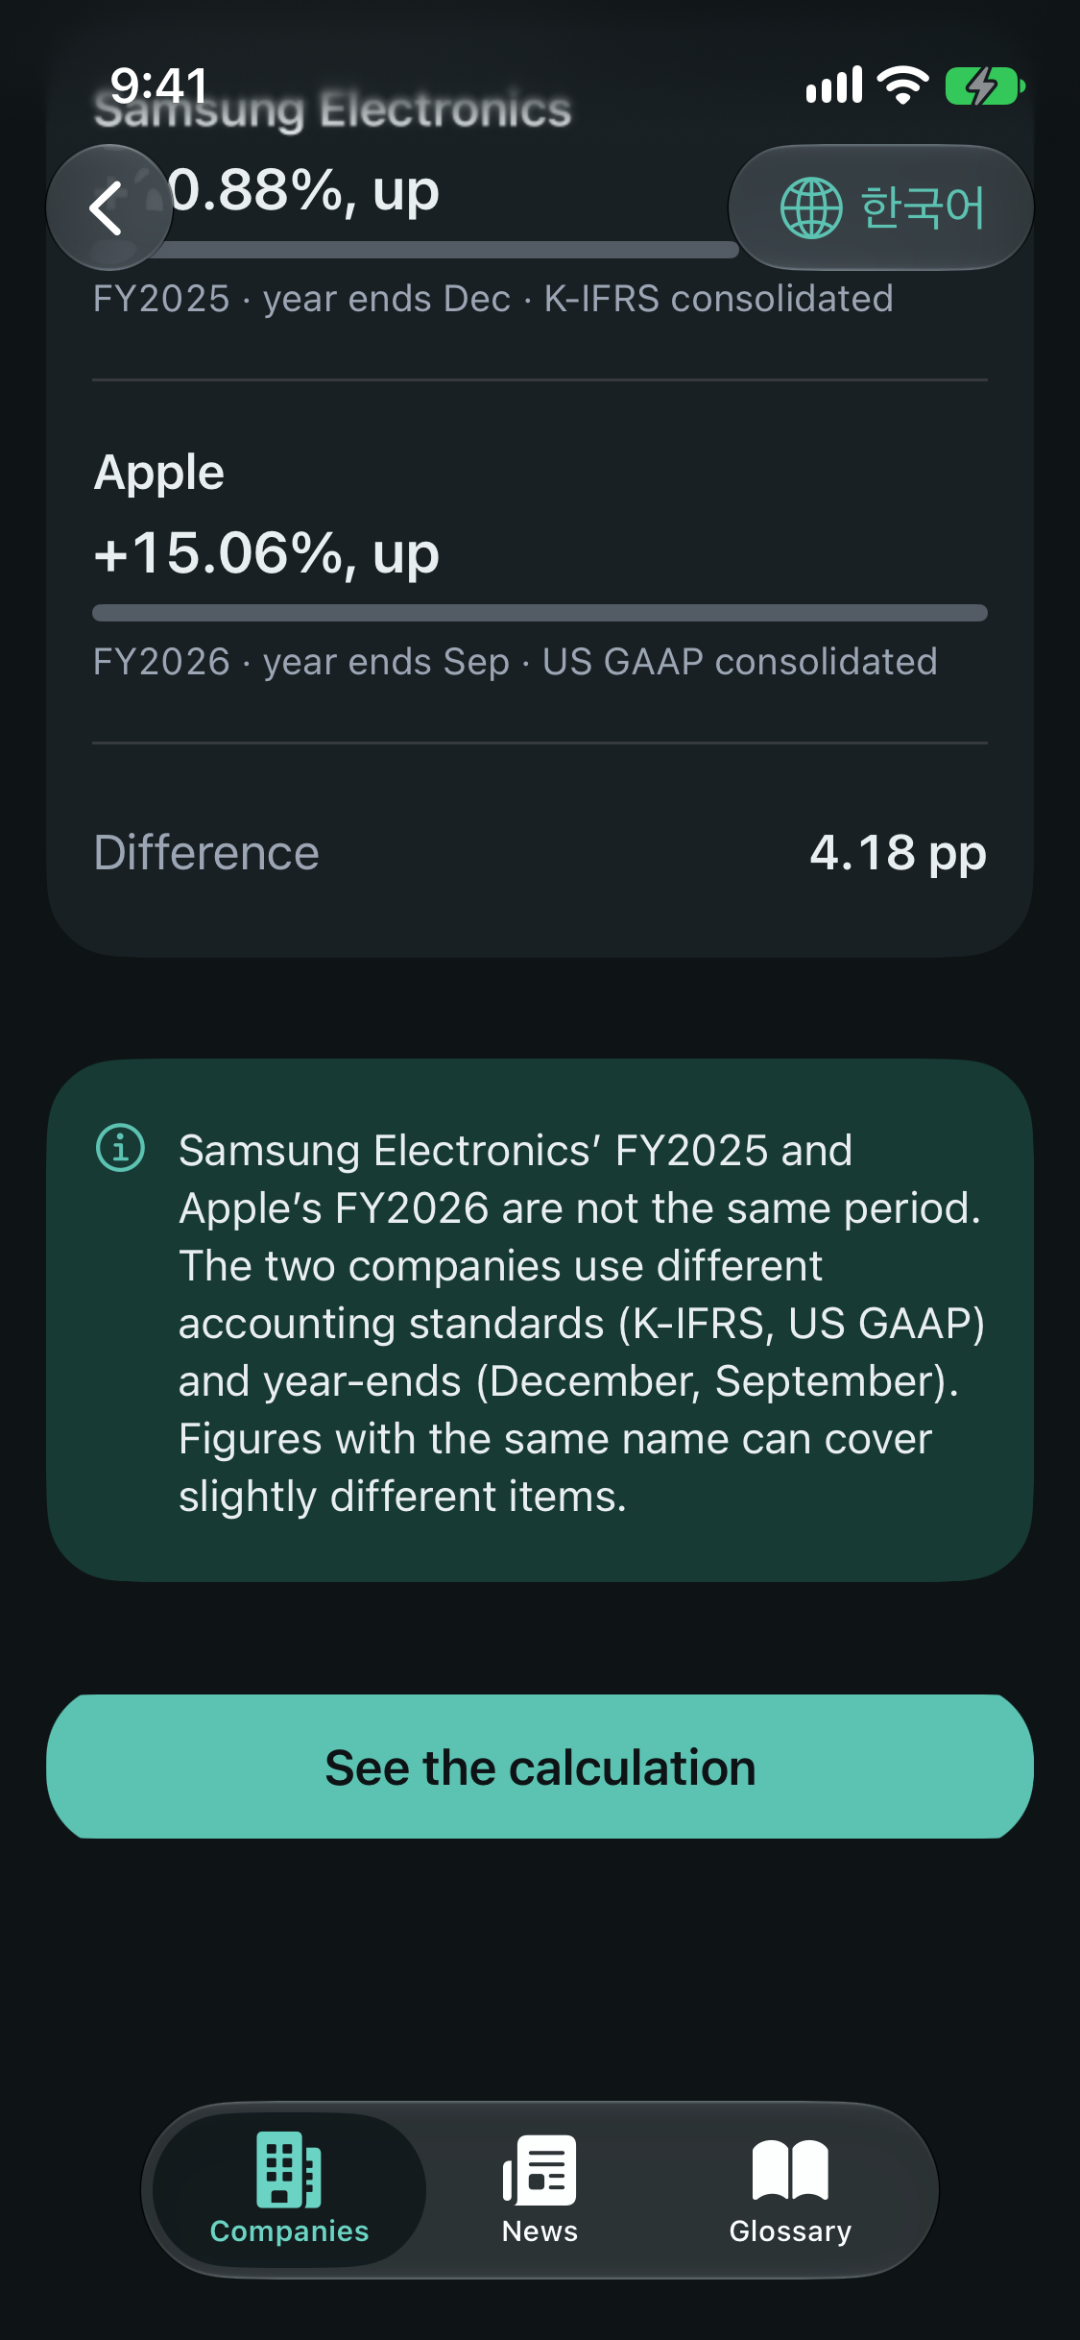 9:41
Samsung Electronics
0.88%, up
한국어
FY2025 · year ends Dec · K-IFRS consolidated
Apple
+15.06%, up
FY2026 · year ends Sep · US GAAP consolidated
Difference
4.18 pp
Samsung Electronics’ FY2025 and
Apple’s FY2026 are not the same period.
The two companies use different
accounting standards (K-IFRS, US GAAP)
and year-ends (December, September).
Figures with the same name can cover
slightly different items.
See the calculation
Companies
News
Glossary